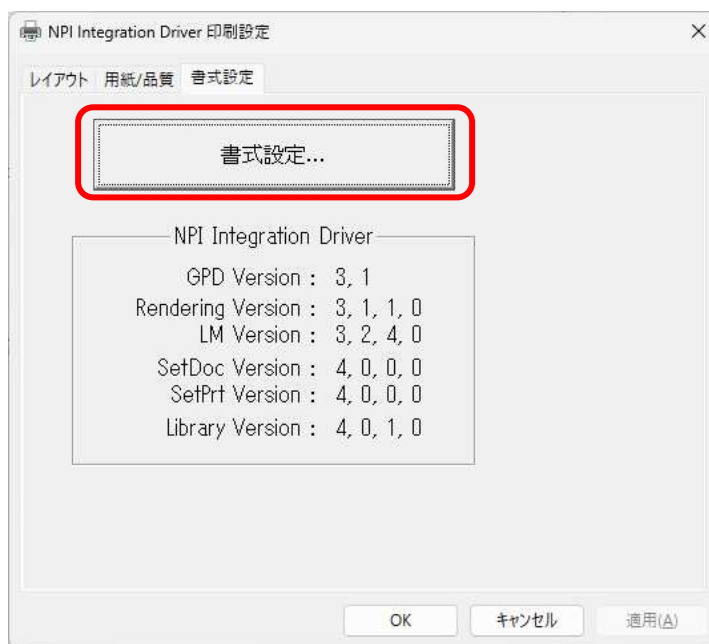 NPI Integration Driver 印刷設定
レイアウト 用紙/品質 書式設定
書式設定...
NPI Integration Driver
GPD Version : 3, 1
Rendering Version : 3, 1, 1, 0
LM Version : 3, 2, 4, 0
SetDoc Version : 4, 0, 0, 0
SetPrt Version : 4, 0, 0, 0
Library Version : 4, 0, 1, 0
OK キャンセル 適用(A)